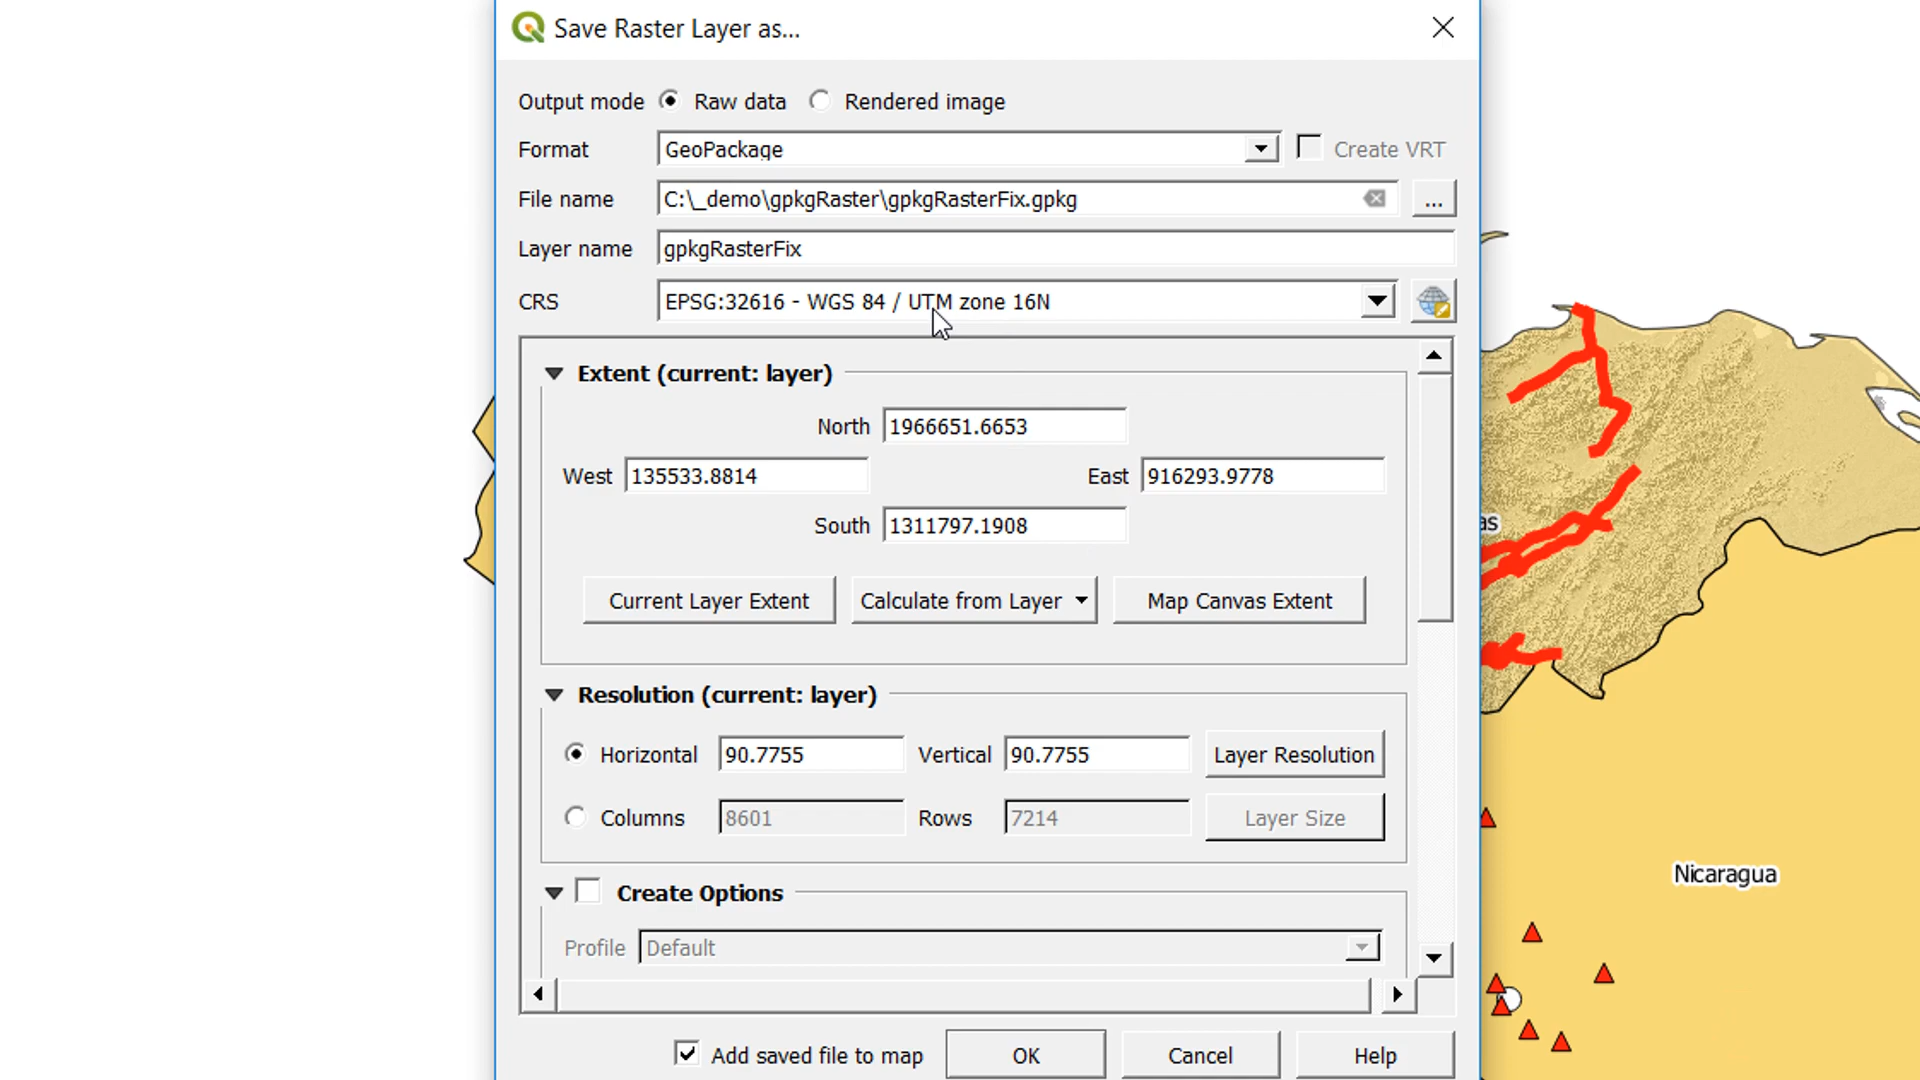 Save Raster Layer as...
Output mode Raw data Rendered image
Format GeoPackage Create VRT
File name C:\_demo\gpkgRaster\gpkgRasterFix.gpkg ...
Layer name gpkgRasterFix
CRS EPSG:32616 - WGS 84 / UTM zone 16N
Extent (current: layer)
North 1966651.6653
West 135533.8814 East 916293.9778
South 1311797.1908
as
Current Layer Extent Calculate from Layer Map Canvas Extent
Resolution (current: layer)
Horizontal 90.7755 Vertical 90.7755 Layer Resolution
Columns 8601 Rows 7214 Layer Size
Nicaragua
Create Options
Profile Default
Add saved file to map OK Cancel Help